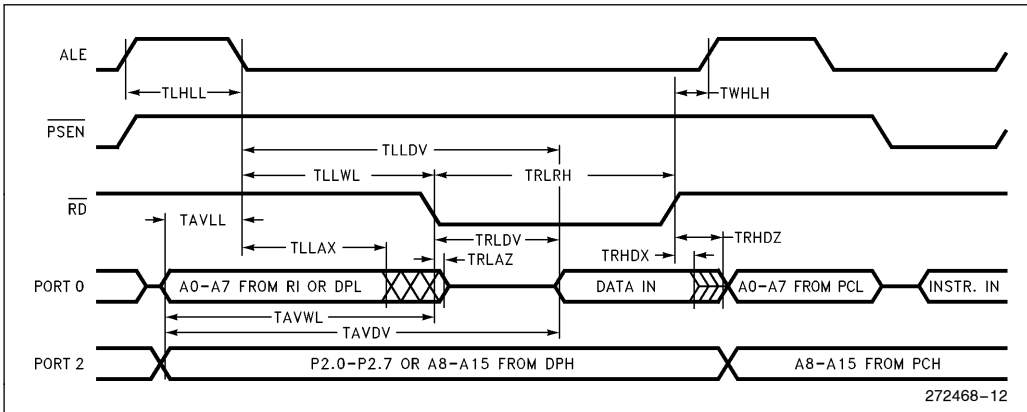 ALE
TLHLL
TWHLH
PSEN
TLLDV
TLLWL
TRLRH
RD
TAVLL
TRLDV
TRHDZ
TLLAX
TRLAZ
TRHDX
PORT 0
A0-A7 FROM RI OR DPL
DATA IN
A0-A7 FROM PCL
INSTR. IN
TAVWL
TAVDV
PORT 2
P2.0-P2.7 OR A8-A15 FROM DPH
A8-A15 FROM PCH
272468-12